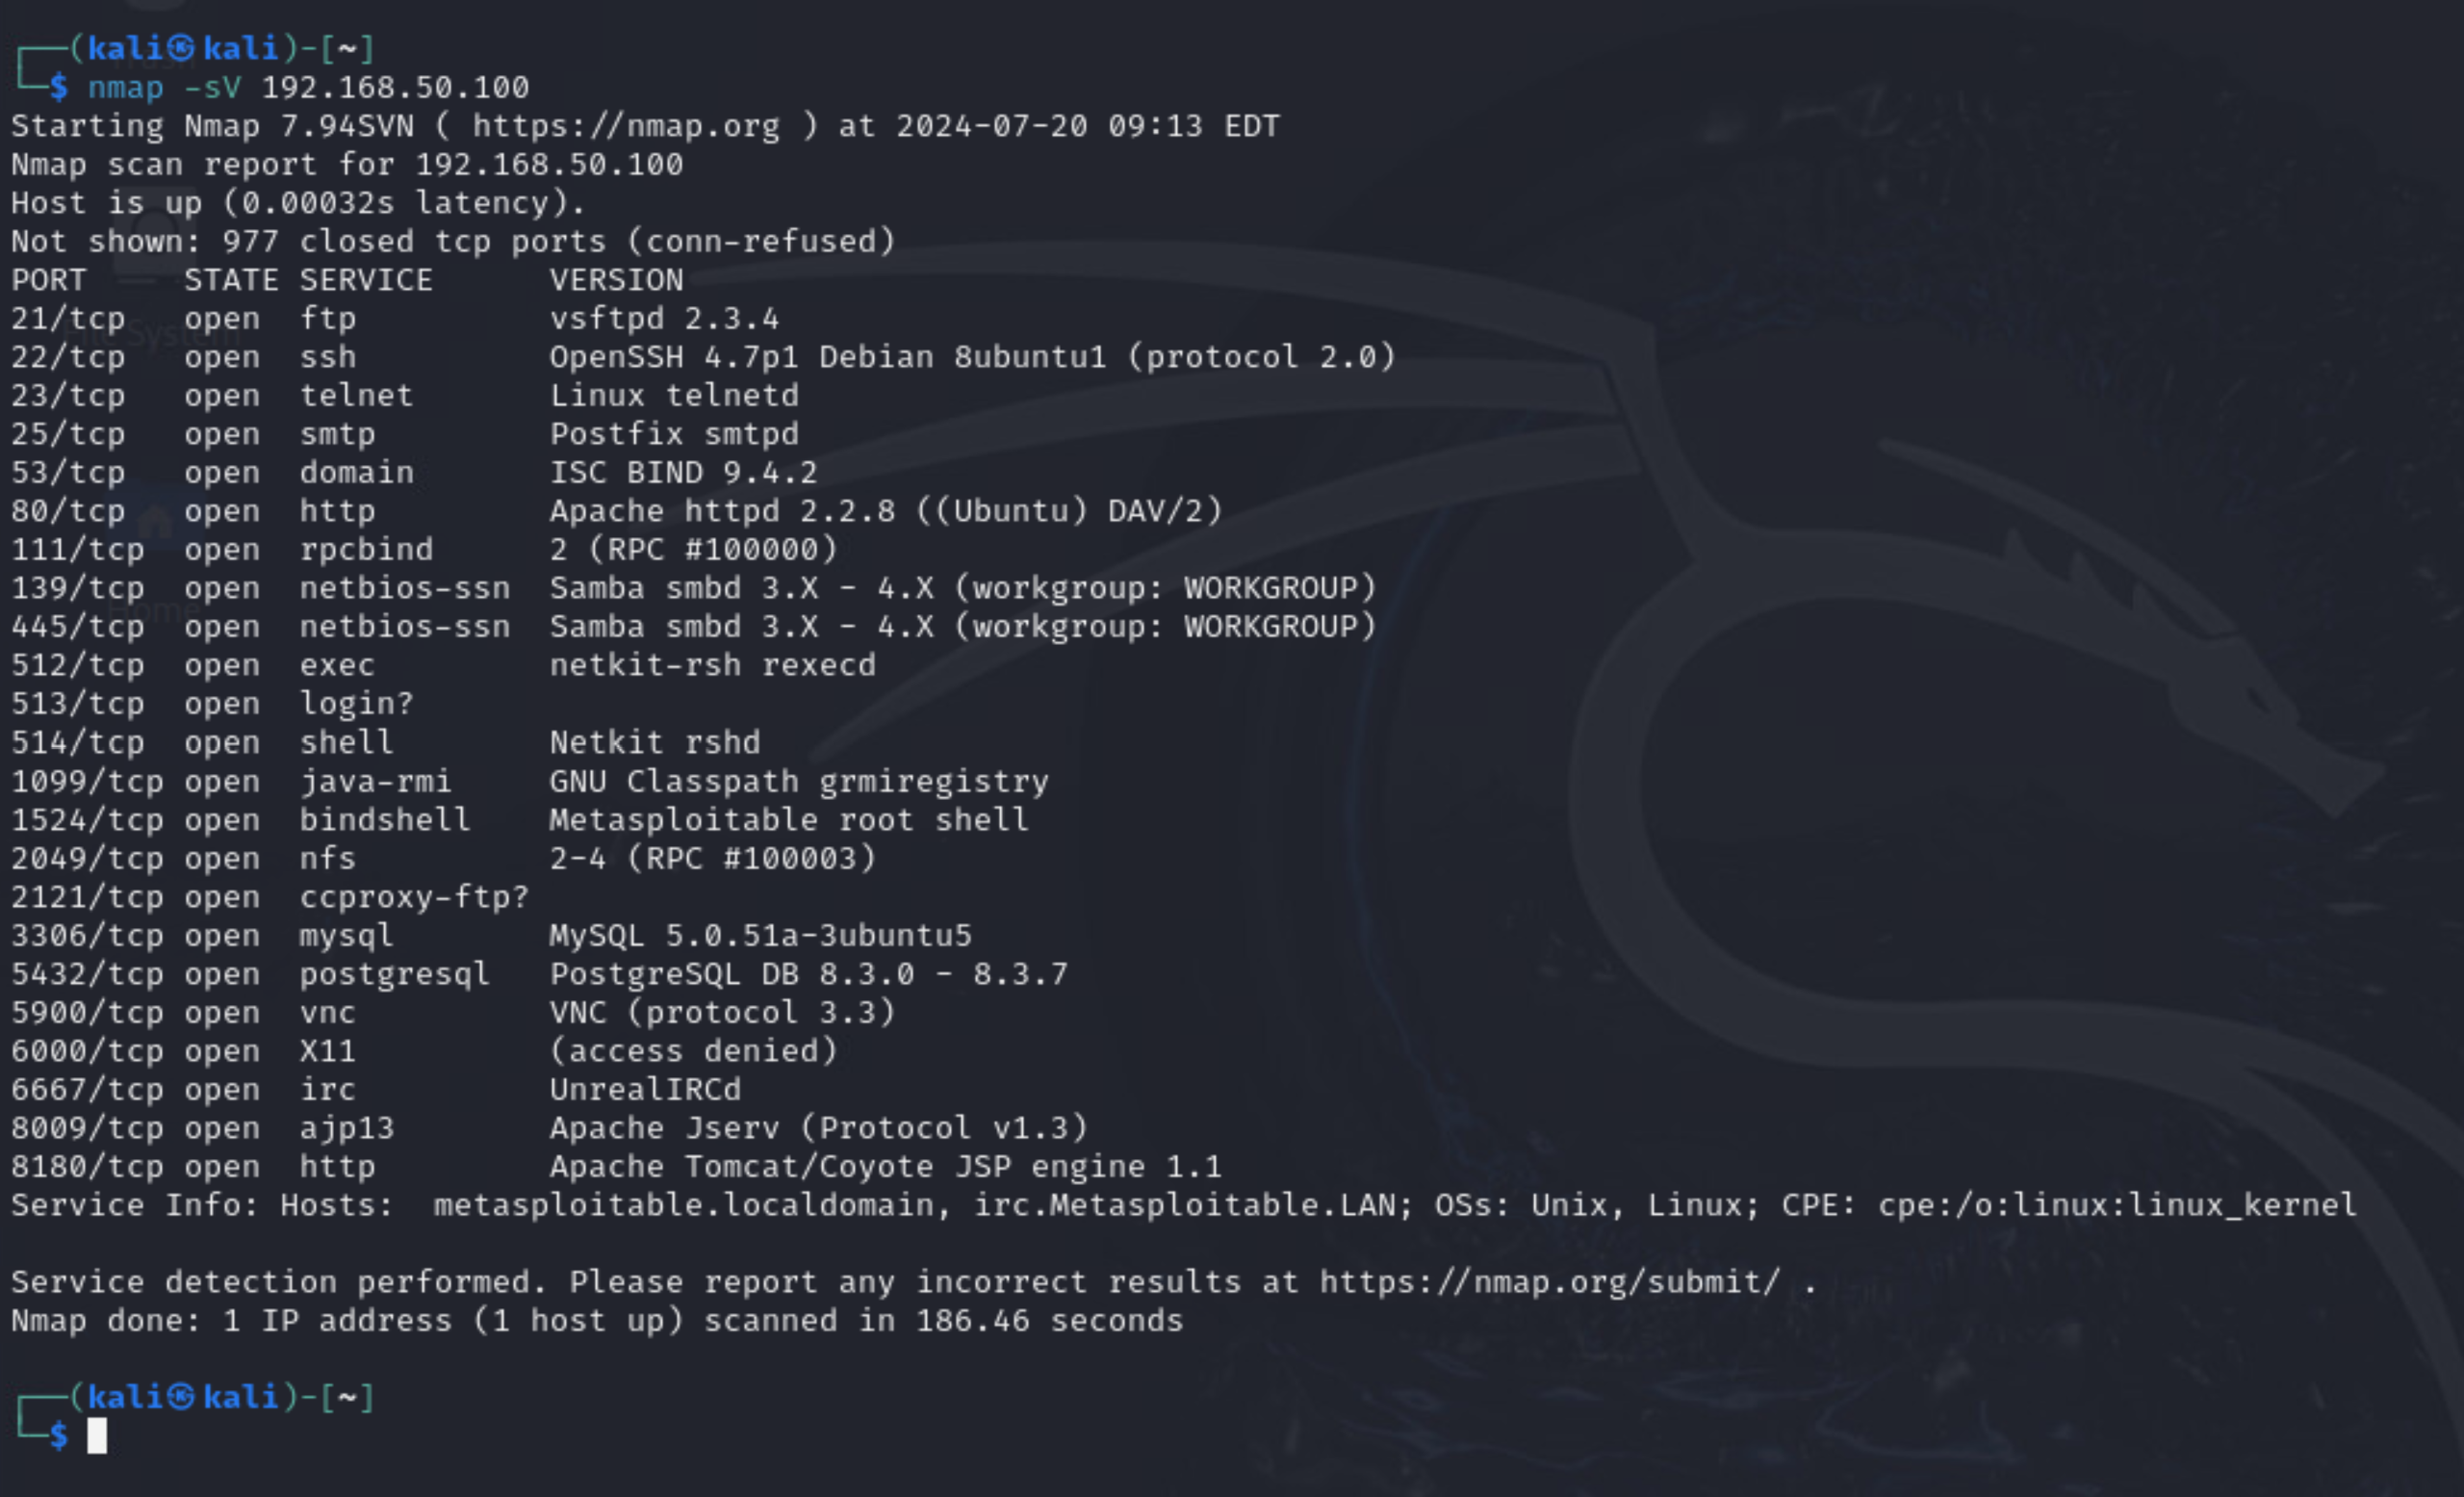 ┌──(kali㉿kali)-[~]
└─$ nmap -sV 192.168.50.100
Starting Nmap 7.94SVN ( https://nmap.org ) at 2024-07-20 09:13 EDT
Nmap scan report for 192.168.50.100
Host is up (0.00032s latency).
Not shown: 977 closed tcp ports (conn-refused)
PORT     STATE SERVICE      VERSION
21/tcp   open  ftp          vsftpd 2.3.4
22/tcp   open  ssh          OpenSSH 4.7p1 Debian 8ubuntu1 (protocol 2.0)
23/tcp   open  telnet       Linux telnetd
25/tcp   open  smtp         Postfix smtpd
53/tcp   open  domain       ISC BIND 9.4.2
80/tcp   open  http         Apache httpd 2.2.8 ((Ubuntu) DAV/2)
111/tcp  open  rpcbind      2 (RPC #100000)
139/tcp  open  netbios-ssn  Samba smbd 3.X - 4.X (workgroup: WORKGROUP)
445/tcp  open  netbios-ssn  Samba smbd 3.X - 4.X (workgroup: WORKGROUP)
512/tcp  open  exec         netkit-rsh rexecd
513/tcp  open  login?
514/tcp  open  shell        Netkit rshd
1099/tcp open  java-rmi     GNU Classpath grmiregistry
1524/tcp open  bindshell    Metasploitable root shell
2049/tcp open  nfs          2-4 (RPC #100003)
2121/tcp open  ccproxy-ftp?
3306/tcp open  mysql        MySQL 5.0.51a-3ubuntu5
5432/tcp open  postgresql   PostgreSQL DB 8.3.0 - 8.3.7
5900/tcp open  vnc          VNC (protocol 3.3)
6000/tcp open  X11          (access denied)
6667/tcp open  irc          UnrealIRCd
8009/tcp open  ajp13        Apache Jserv (Protocol v1.3)
8180/tcp open  http         Apache Tomcat/Coyote JSP engine 1.1
Service Info: Hosts:  metasploitable.localdomain, irc.Metasploitable.LAN; OSs: Unix, Linux; CPE: cpe:/o:linux:linux_kernel
Service detection performed. Please report any incorrect results at https://nmap.org/submit/ .
Nmap done: 1 IP address (1 host up) scanned in 186.46 seconds
┌──(kali㉿kali)-[~]
└─$
Trash
File System
Home